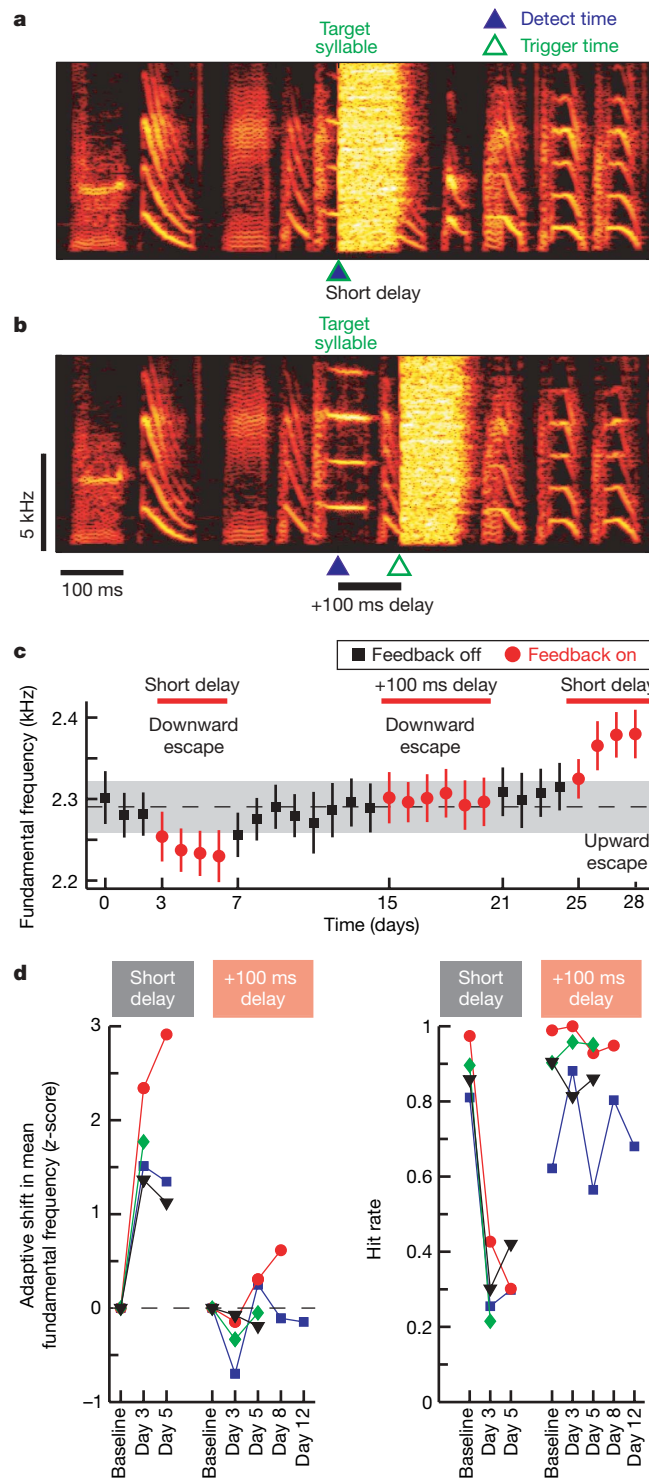 a
Target
syllable
Detect time
Trigger time
Short delay
b
Target
syllable
5 kHz
100 ms
+100 ms delay
c
Feedback off
Feedback on
Short delay
+100 ms delay
Short delay
Downward
escape
Downward
escape
Upward
escape
Fundamental frequency (kHz)
2.4
2.3
2.2
0 3 7 15 21 25 28
Time (days)
d
Short
delay
+100 ms
delay
Adaptive shift in mean
fundamental frequency (z-score)
3
2
1
0
–1
Baseline
Day 3
Day 5
Baseline
Day 3
Day 5
Day 8
Day 12
Short
delay
+100 ms
delay
Hit rate
1
0.8
0.6
0.4
0.2
0
Baseline
Day 3
Day 5
Baseline
Day 3
Day 5
Day 8
Day 12